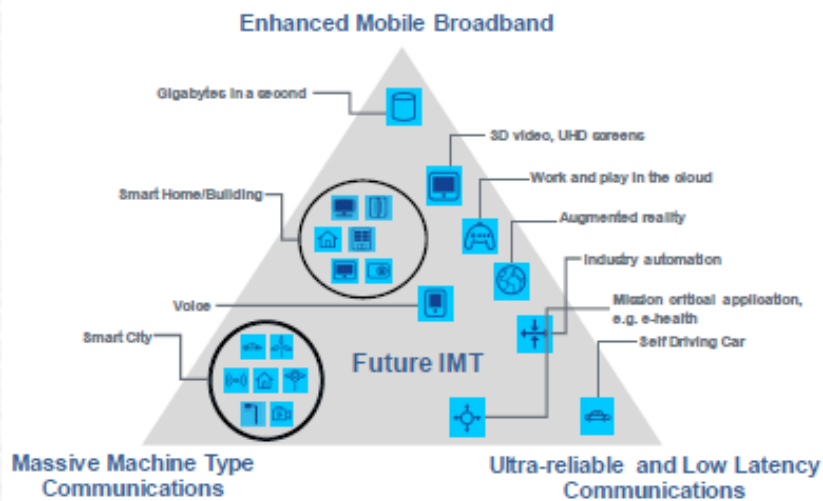 Enhanced Mobile Broadband
Gigabytes in a second
3D video, UHD screens
Smart Home/Building
Work and play in the cloud
Augmented reality
Industry automation
Voice
Mission critical application,
e.g. e-health
Smart City
Self Driving Car
Future IMT
Massive Machine Type
Communications
Ultra-reliable and Low Latency
Communications